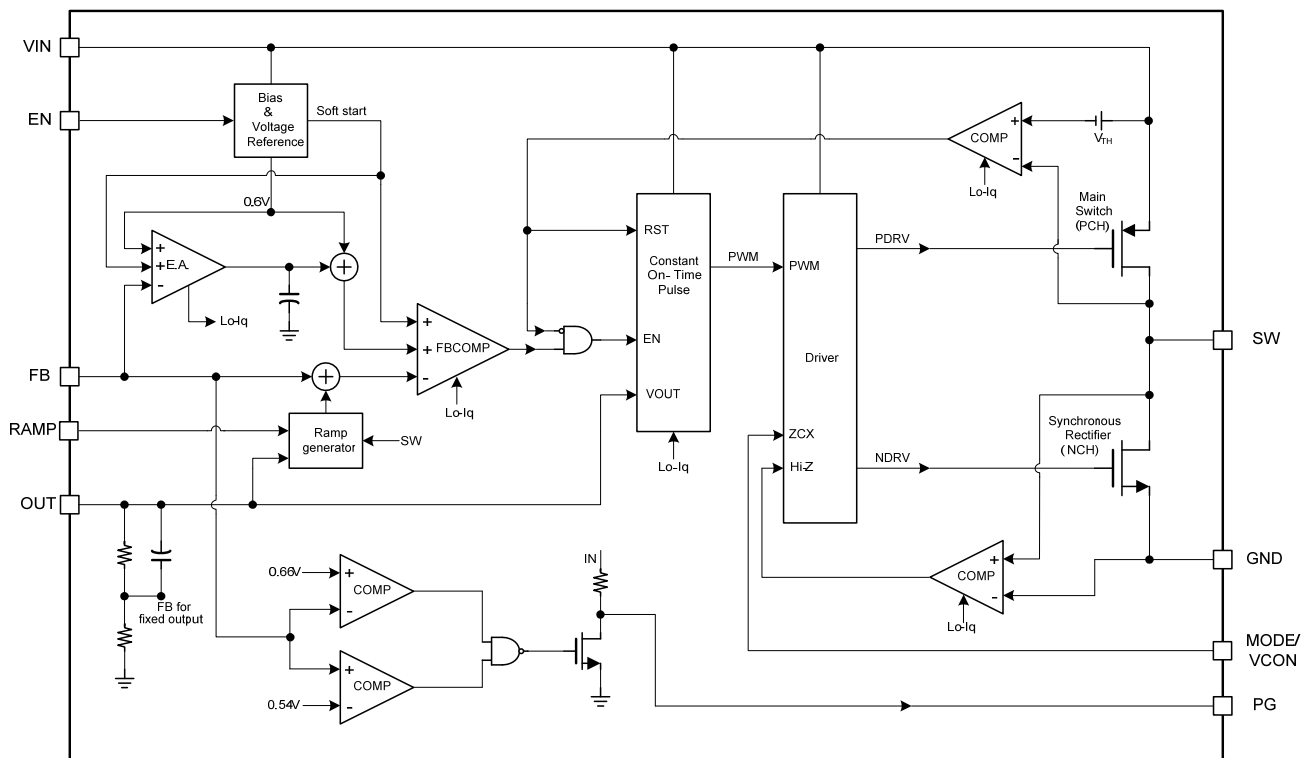 VIN
EN
Bias
&
Voltage
Reference
Soft start
0.6V
+
+
E.A.
-
Lo-Iq
+
+
+
FBCOMP
-
Lo-Iq
FB
+
RAMP
Ramp
generator
SW
OUT
FB for
fixed output
0.66V
+
COMP
-
+
COMP
0.54V
-
IN
RST
Constant
On- Time
Pulse
EN
VOUT
Lo-Iq
PWM
PWM
Driver
ZCX
Hi-Z
PDRV
NDRV
COMP
+
-
VTH
Lo-Iq
Main
Switch
(PCH)
SW
Synchronous
Rectifier
(NCH)
COMP
+
-
Lo-Iq
GND
MODE/
VCON
PG